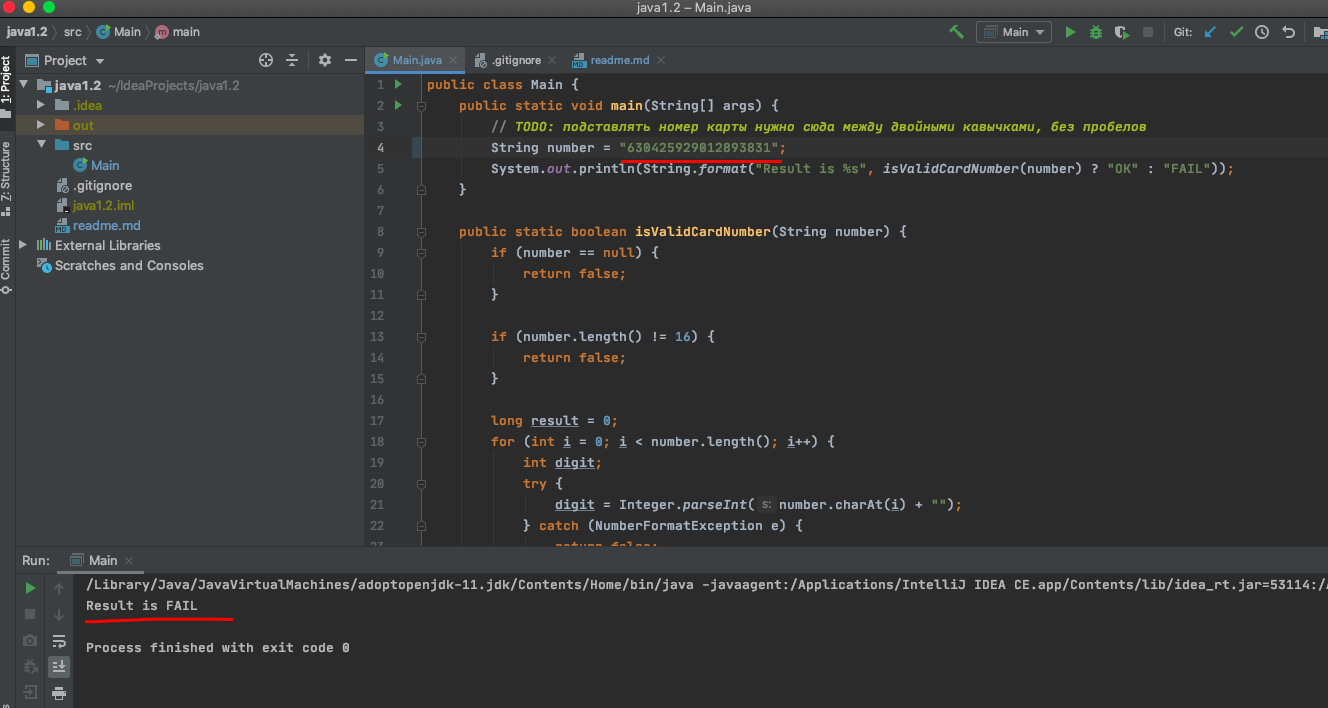 java1.2 – Main.java
java1.2 src Main main
Main Git:
1: Project
Z: Structure
Commit
Project
java1.2 ~/IdeaProjects/java1.2
.idea
out
src
Main
.gitignore
java1.2.iml
readme.md
External Libraries
Scratches and Consoles
Main.java .gitignore readme.md
1 public class Main {
2 public static void main(String[] args) {
3 // TODO: подставлять номер карты нужно сюда между двойными кавычками, без пробелов
4 String number = "630425929012893831";
5 System.out.println(String.format("Result is %s", isValidCardNumber(number) ? "OK" : "FAIL"));
6 }
7
8 public static boolean isValidCardNumber(String number) {
9 if (number == null) {
10 return false;
11 }
12
13 if (number.length() != 16) {
14 return false;
15 }
16
17 long result = 0;
18 for (int i = 0; i < number.length(); i++) {
19 int digit;
20 try {
21 digit = Integer.parseInt( s: number.charAt(i) + "");
22 } catch (NumberFormatException e) {
23 return false;
Run: Main
/Library/Java/JavaVirtualMachines/adoptopenjdk-11.jdk/Contents/Home/bin/java -javaagent:/Applications/IntelliJ IDEA CE.app/Contents/lib/idea_rt.jar=53114:/
Result is FAIL
Process finished with exit code 0